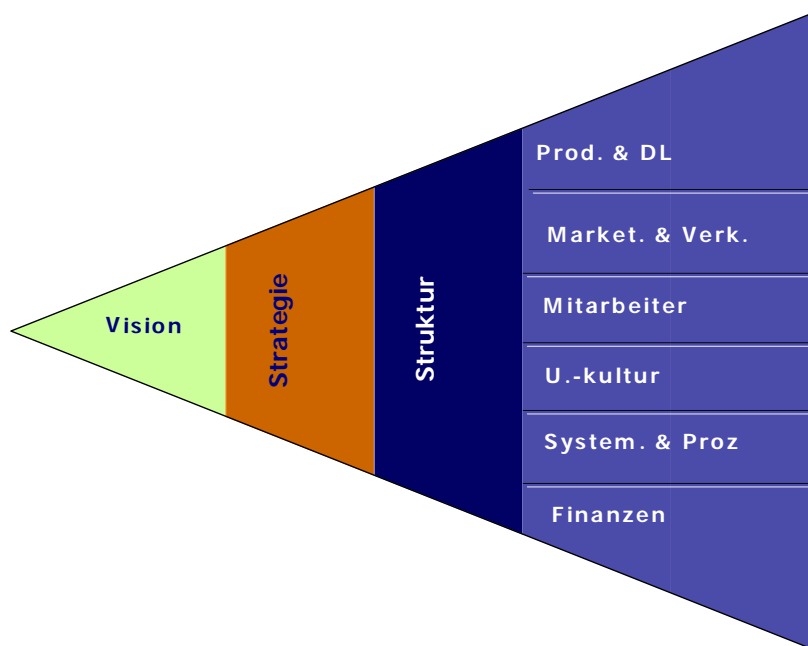 Vision
Strategie
Struktur
Prod. & DL
Market. & Verk.
Mitarbeiter
U.-kultur
System. & Proz
Finanzen